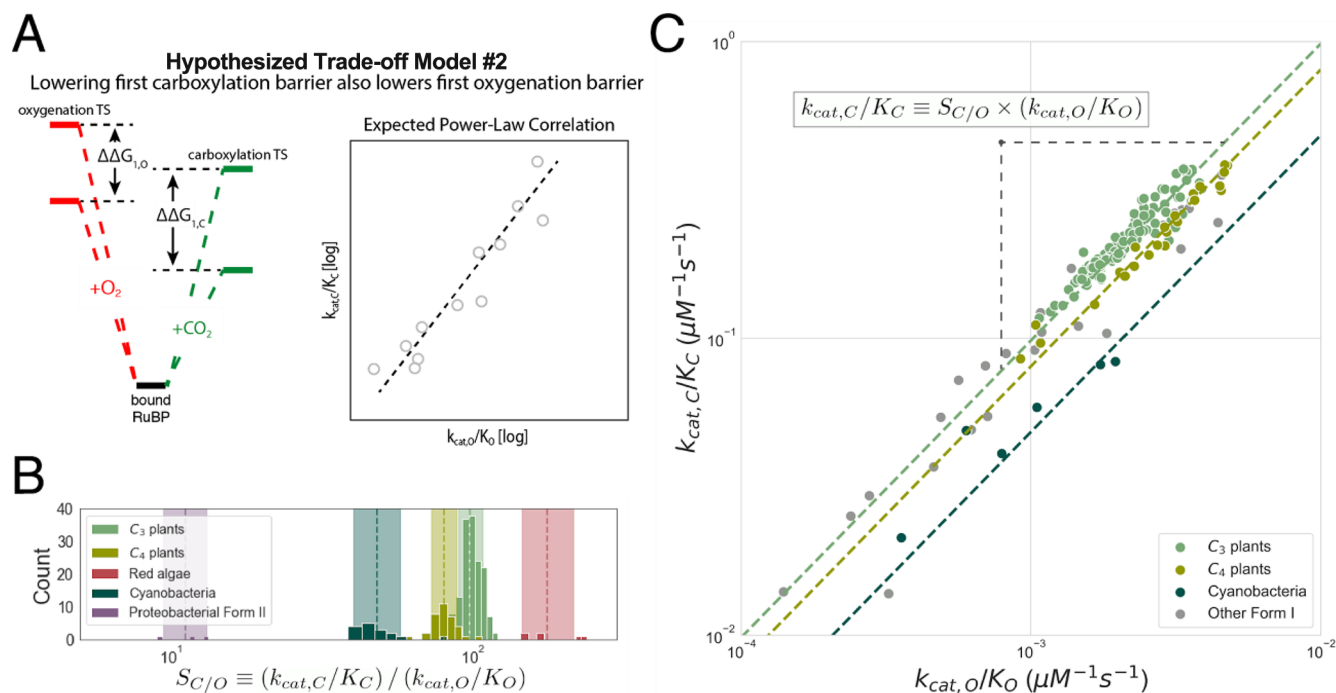 A
Hypothesized Trade-off Model #2
Lowering first carboxylation barrier also lowers first oxygenation barrier
oxygenation TS
ΔΔG1,O
carboxylation TS
ΔΔG1,C
+O2
+CO2
bound
RuBP
Expected Power-Law Correlation
kcat,C/KC [log]
kcat,O/KO [log]
B
40
30
20
10
0
Count
C3 plants
C4 plants
Red algae
Cyanobacteria
Proteobacterial Form II
10^1
10^2
SC/O ≡ (kcat,C/KC) / (kcat,O/KO)
C
10^0
10^-1
10^-2
kcat,C/KC (μM^-1s^-1)
kcat,C/KC ≡ SC/O × (kcat,O/KO)
C3 plants
C4 plants
Cyanobacteria
Other Form I
10^-4
10^-3
10^-2
kcat,O/KO (μM^-1s^-1)